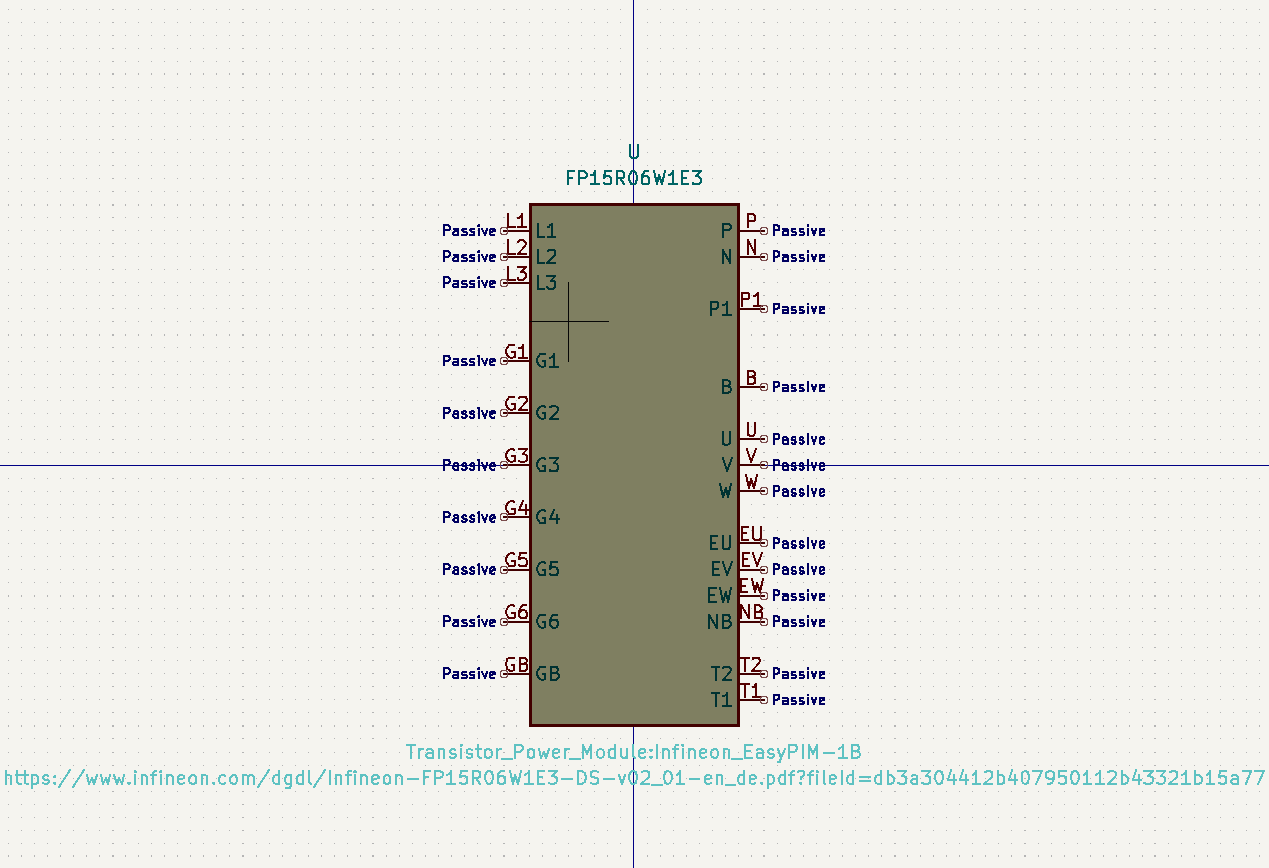 U
FP15R06W1E3
L1 P
Passive L1 P Passive
L2 N
Passive L2 N Passive
L3
Passive L3
P1
P1 Passive
G1
Passive G1
B
B Passive
G2
Passive G2
U
U Passive
G3 V
Passive G3 V Passive
W
W Passive
G4
Passive G4
EU
EU Passive
G5 EV
Passive G5 EV Passive
EW
EW Passive
G6 NB
Passive G6 NB Passive
GB T2
Passive GB T2 Passive
T1
T1 Passive
Transistor_Power_Module:Infineon_EasyPIM-1B
https://www.infineon.com/dgdl/Infineon-FP15R06W1E3-DS-v02_01-en_de.pdf?fileId=db3a304412b407950112b43321b15a77